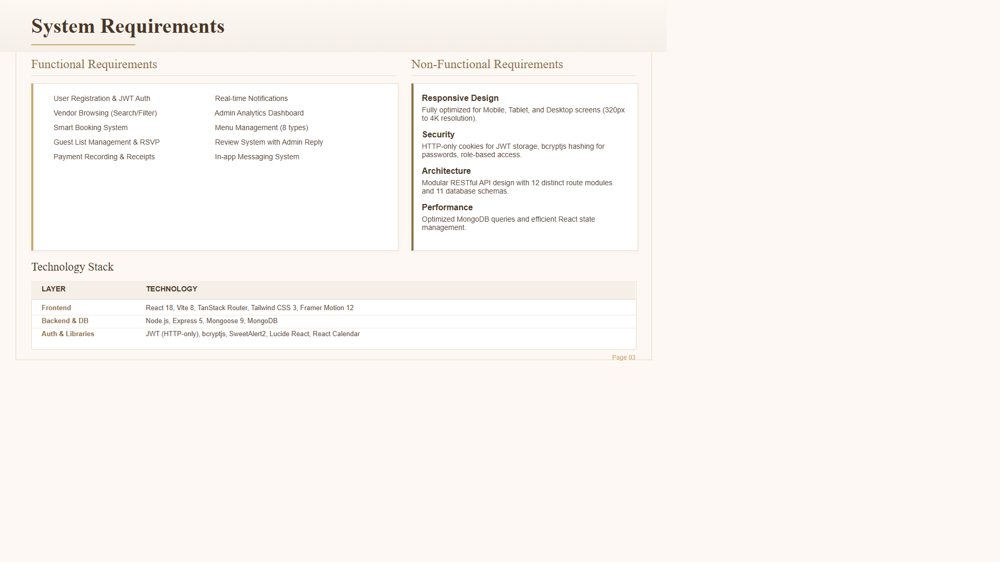 System Requirements
Functional Requirements
User Registration & JWT Auth
Vendor Browsing (Search/Filter)
Smart Booking System
Guest List Management & RSVP
Payment Recording & Receipts
Real-time Notifications
Admin Analytics Dashboard
Menu Management (8 types)
Review System with Admin Reply
In-app Messaging System
Non-Functional Requirements
Responsive Design
Fully optimized for Mobile, Tablet, and Desktop screens (320px
to 4K resolution).
Security
HTTP-only cookies for JWT storage, bcryptjs hashing for
passwords, role-based access.
Architecture
Modular RESTful API design with 12 distinct route modules
and 11 database schemas.
Performance
Optimized MongoDB queries and efficient React state
management.
Technology Stack
LAYER TECHNOLOGY
Frontend React 18, Vite 8, TanStack Router, Tailwind CSS 3, Framer Motion 12
Backend & DB Node.js, Express 5, Mongoose 9, MongoDB
Auth & Libraries JWT (HTTP-only), bcryptjs, SweetAlert2, Lucide React, React Calendar
Page 03